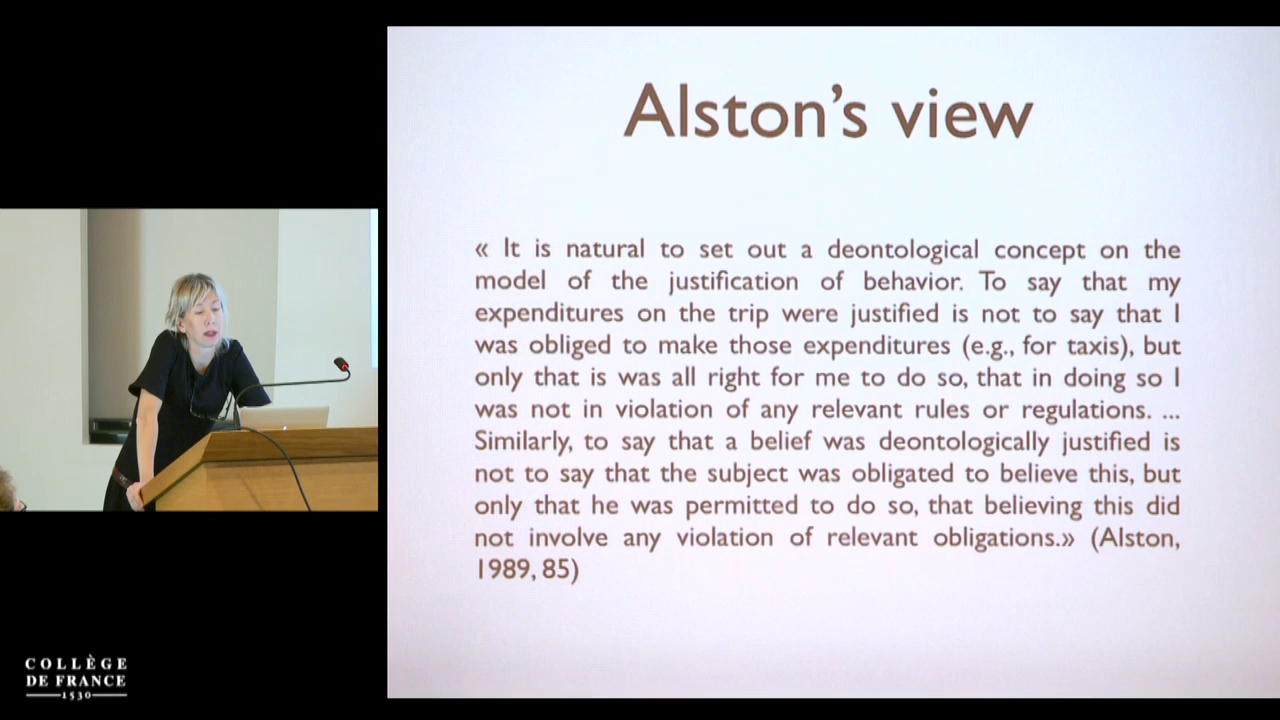 Alston's view
« It is natural to set out a deontological concept on the
model of the justification of behavior. To say that my
expenditures on the trip were justified is not to say that I
was obliged to make those expenditures (e.g., for taxis), but
only that is was all right for me to do so, that in doing so I
was not in violation of any relevant rules or regulations. ...
Similarly, to say that a belief was deontologically justified is
not to say that the subject was obligated to believe this, but
only that he was permitted to do so, that believing this did
not involve any violation of relevant obligations.» (Alston,
1989, 85)
COLLÈGE
DE FRANCE
1530